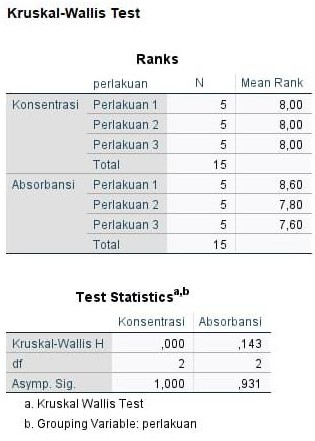 Kruskal-Wallis Test
Ranks
perlakuan N Mean Rank
Konsentrasi Perlakuan 1 5 8,00
Perlakuan 2 5 8,00
Perlakuan 3 5 8,00
Total 15
Absorbansi Perlakuan 1 5 8,60
Perlakuan 2 5 7,80
Perlakuan 3 5 7,60
Total 15
Test Statisticsa,b
Konsentrasi Absorbansi
Kruskal-Wallis H ,000 ,143
df 2 2
Asymp. Sig. 1,000 ,931
a. Kruskal Wallis Test
b. Grouping Variable: perlakuan